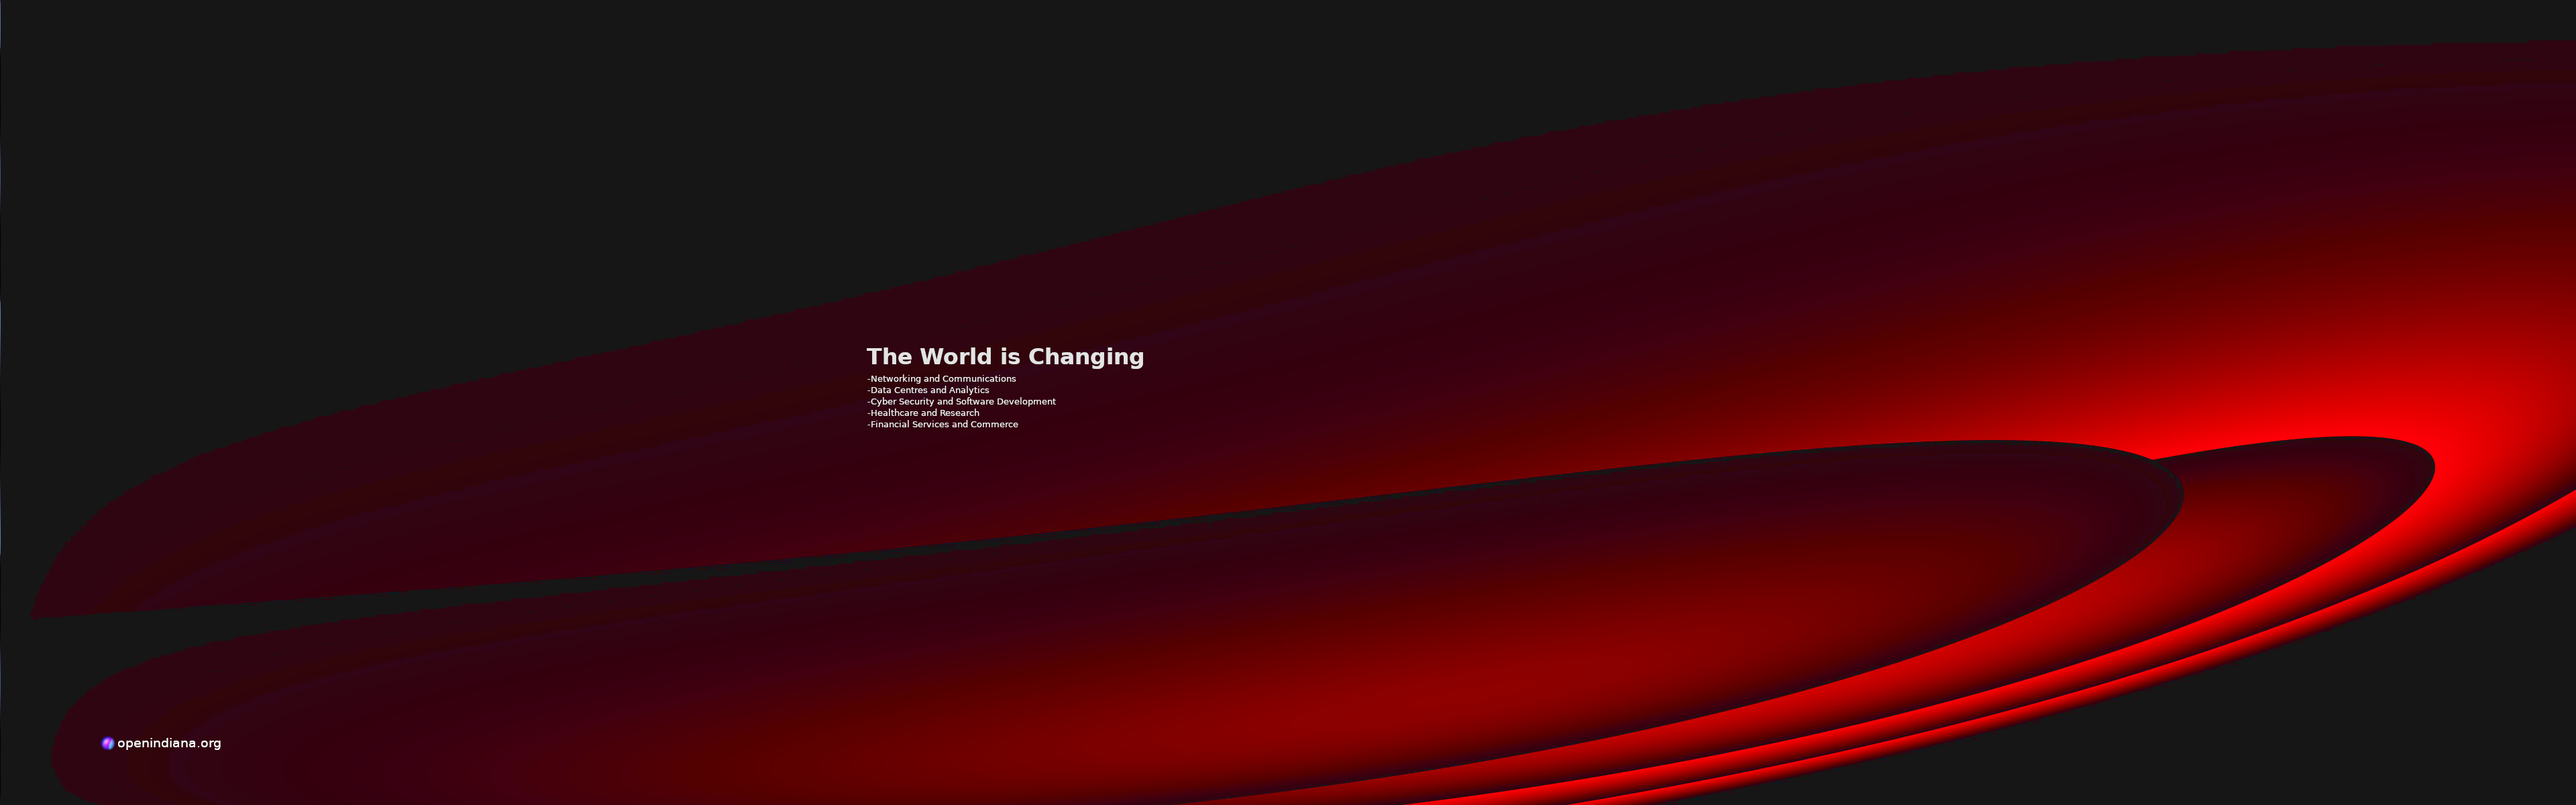 The World is Changing
-Networking and Communications
-Data Centres and Analytics
-Cyber Security and Software Development
-Healthcare and Research
-Financial Services and Commerce
openindiana.org